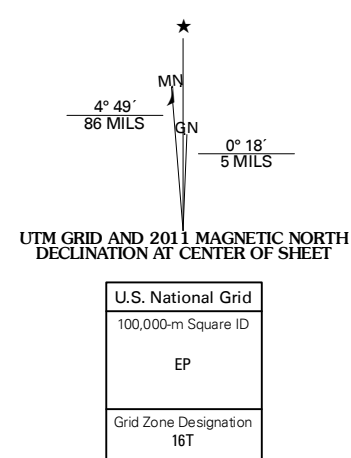 ★
MN
4° 49´
86 MILS
GN
0° 18´
5 MILS
UTM GRID AND 2011 MAGNETIC NORTH
DECLINATION AT CENTER OF SHEET
U.S. National Grid
100,000-m Square ID
EP
Grid Zone Designation
16T